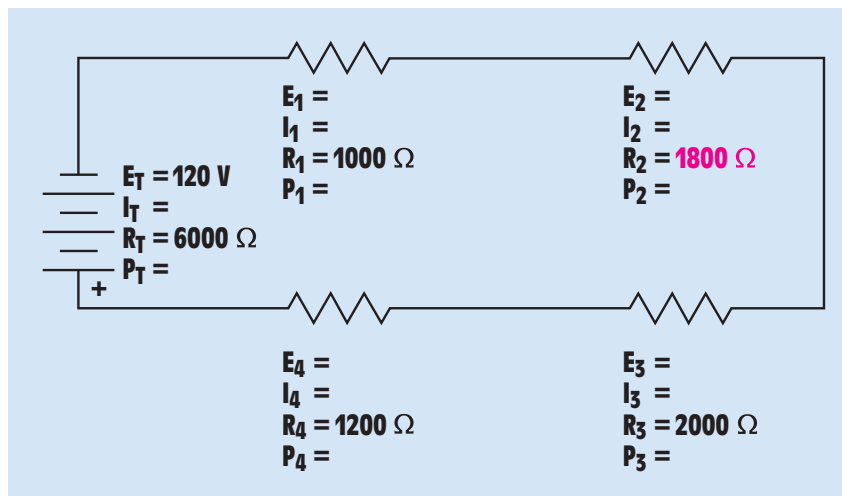 E1 =
I1 =
R1 = 1000 Ω
P1 =
E2 =
I2 =
R2 = 1800 Ω
P2 =
ET = 120 V
IT =
RT = 6000 Ω
PT =
+
E4 =
I4 =
R4 = 1200 Ω
P4 =
E3 =
I3 =
R3 = 2000 Ω
P3 =